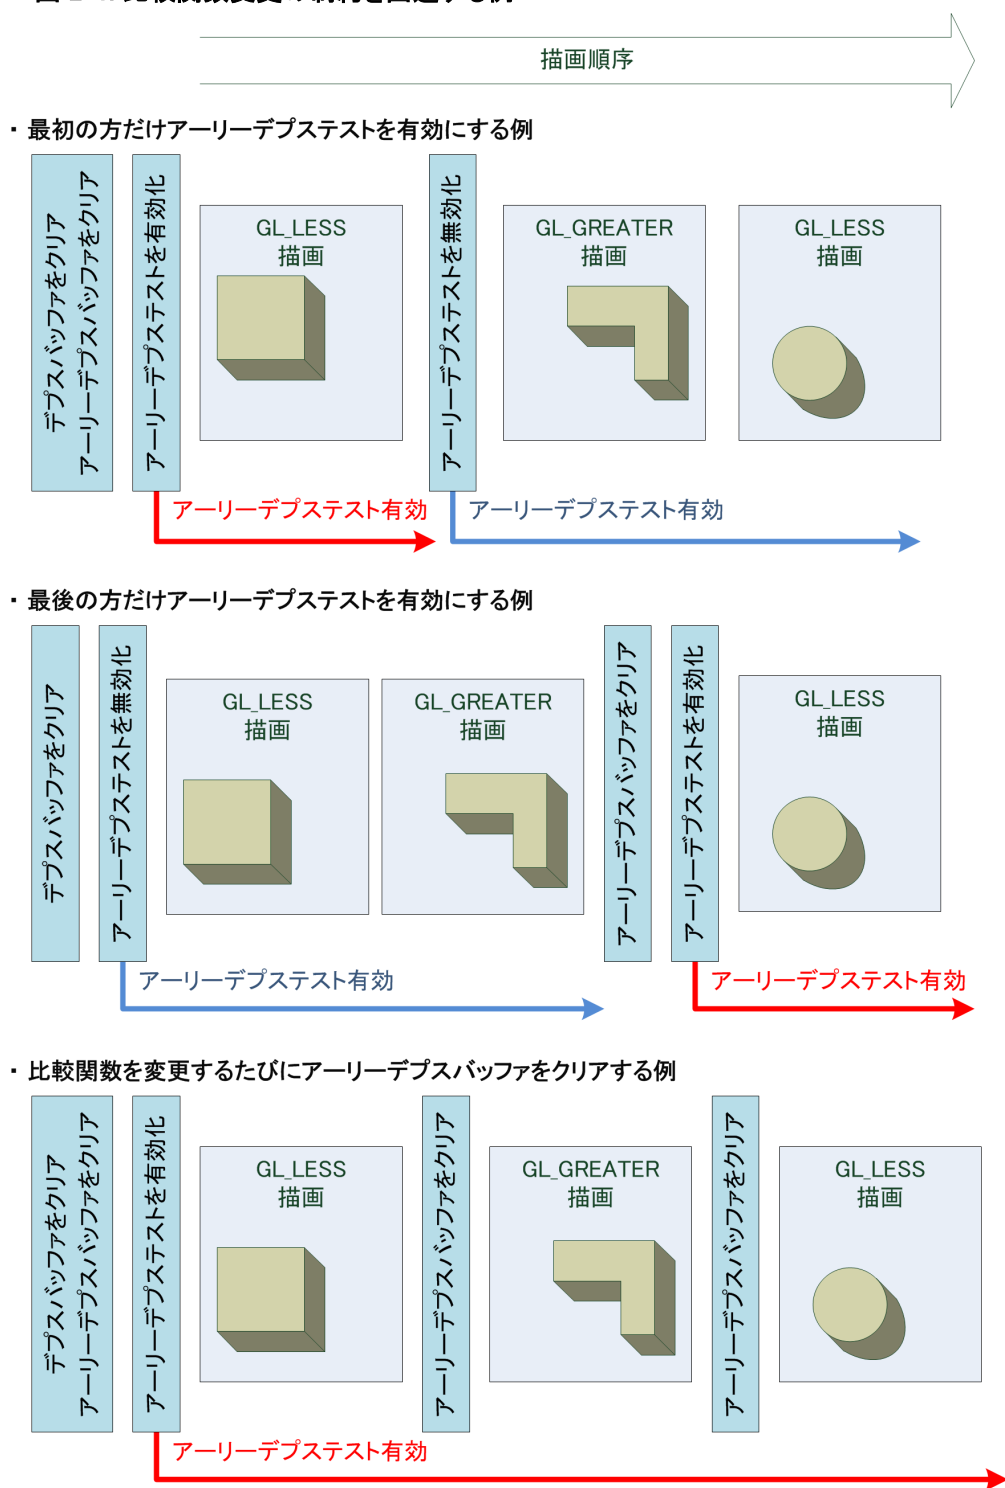 描画順序
・ 最初の方だけアーリーデプステストを有効にする例
デプスバッファをクリア
アーリーデプスバッファをクリア
アーリーデプステストを有効化
GL_LESS
描画
アーリーデプステストを無効化
GL_GREATER
描画
GL_LESS
描画
アーリーデプステスト有効
アーリーデプステスト有効
・ 最後の方だけアーリーデプステストを有効にする例
デプスバッファをクリア
アーリーデプステストを無効化
GL_LESS
描画
GL_GREATER
描画
アーリーデプスバッファをクリア
アーリーデプステストを有効化
GL_LESS
描画
アーリーデプステスト有効
アーリーデプステスト有効
・ 比較関数を変更するたびにアーリーデプスバッファをクリアする例
デプスバッファをクリア
アーリーデプスバッファをクリア
アーリーデプステストを有効化
GL_LESS
描画
アーリーデプスバッファをクリア
GL_GREATER
描画
アーリーデプスバッファをクリア
GL_LESS
描画
アーリーデプステスト有効